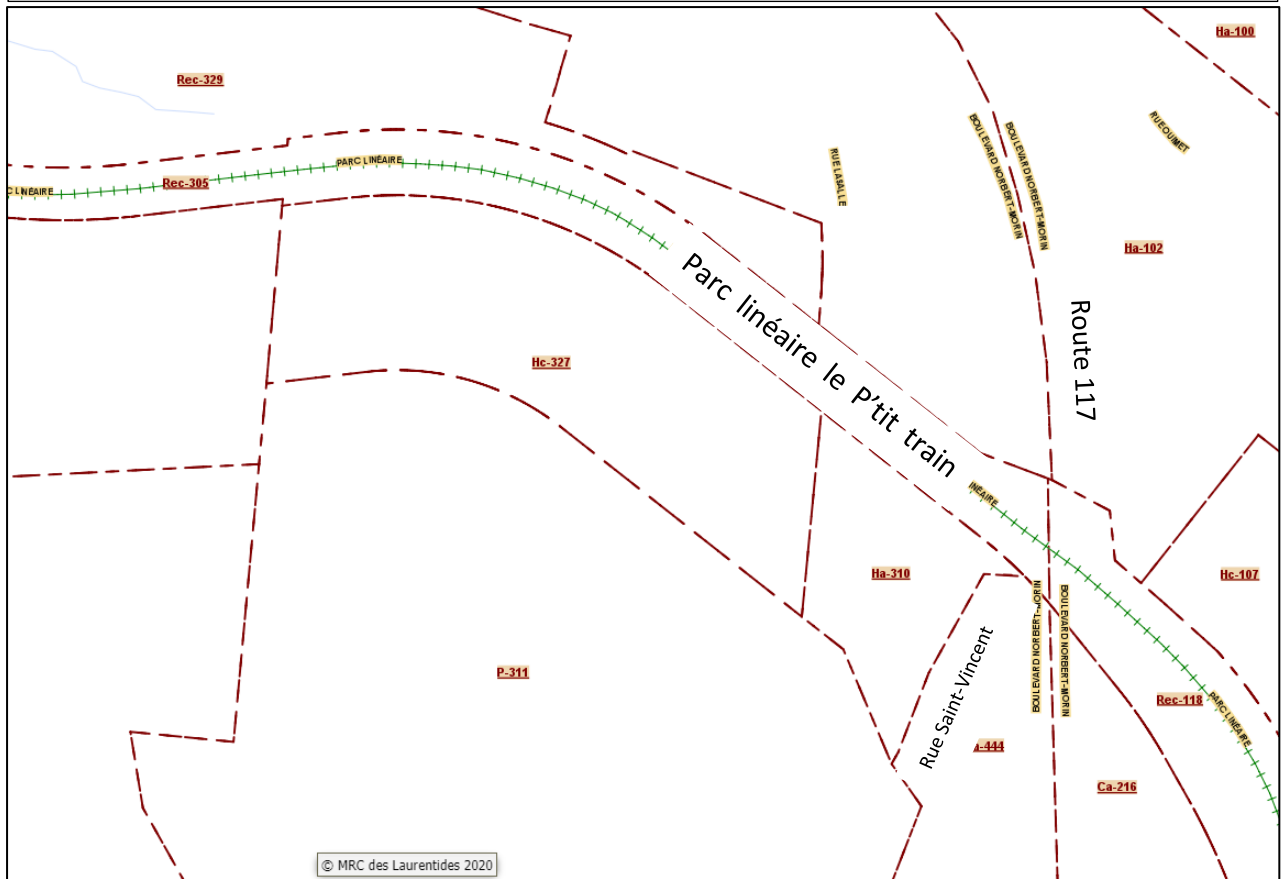 Ha-100
Rec-329
RUE OUIMET
BOULEVARD NORBERT-MORIN
BOULEVARD NORBERT-MORIN
PARC LINÉAIRE
RUE LASALLE
Rec-305
C LINÉAIRE
Ha-102
Parc linéaire le P'tit train
Route 117
Hc-327
INÉAIRE
Ha-310
Hc-107
BOULEVARD NORBERT-MORIN
BOULEVARD NORBERT-MORIN
Rue Saint-Vincent
P-311
Rec-118
PARC LINÉAIRE
-444
Ca-216
© MRC des Laurentides 2020